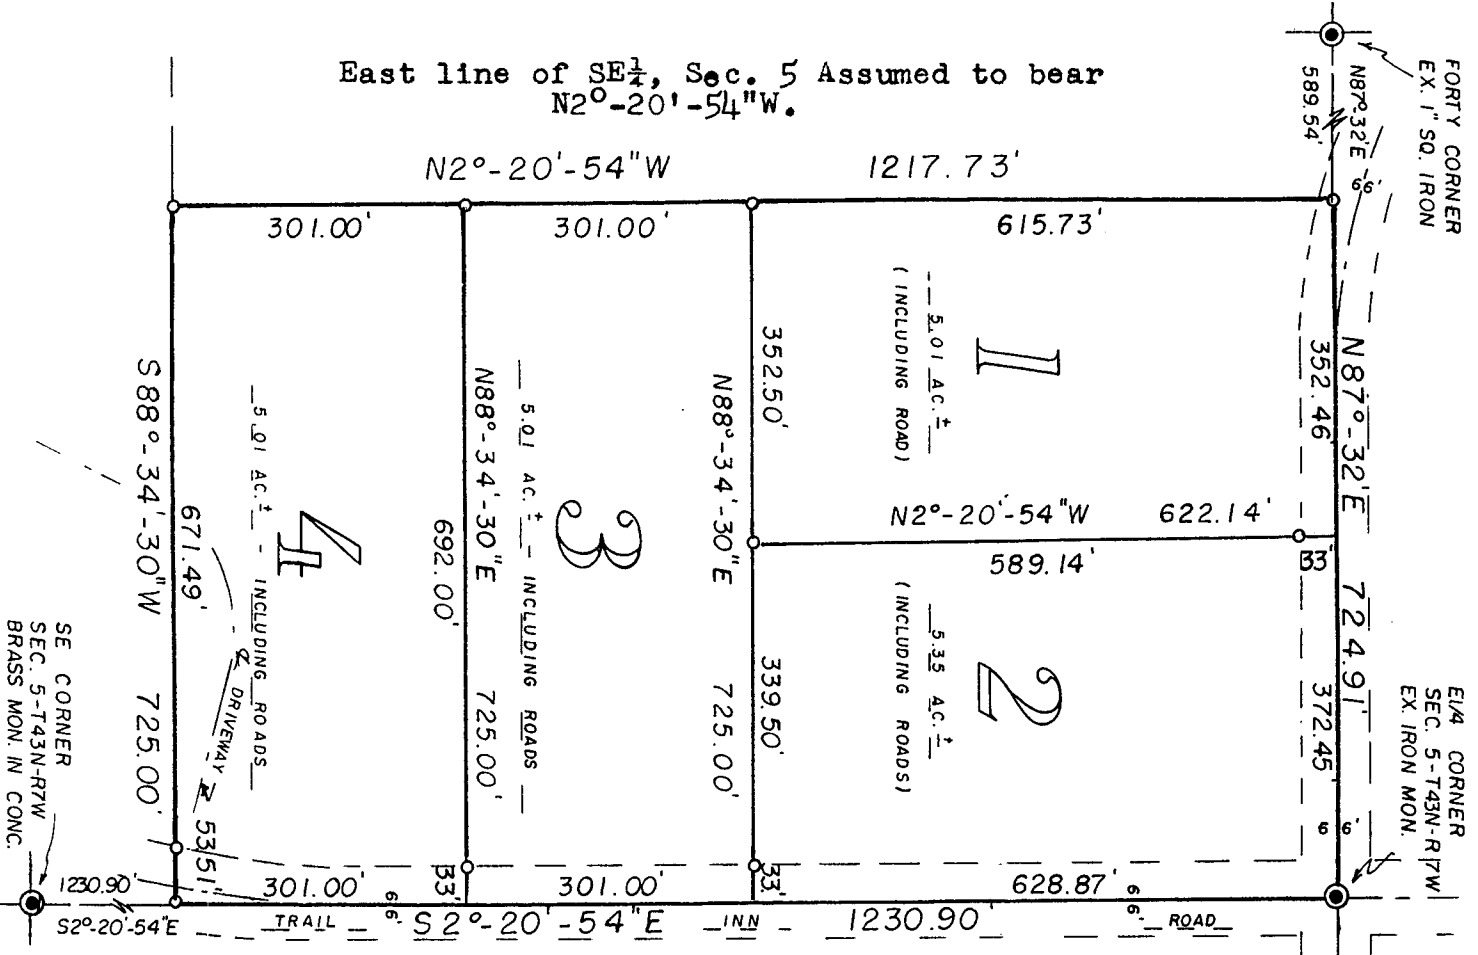 East line of SE¼, Sec. 5 Assumed to bear
N2°-20'-54"W.
N2°-20'-54"W 1217.73'
301.00'
301.00'
615.73'
FORTY CORNER
EX. 1" SQ. IRON
N87°-32'E
589.54'
66'
1
5.01 AC.±
(INCLUDING ROAD)
352.50'
N88°-34'-30"E 725.00'
339.50'
33'
N87°-32'E 724.91'
352.46'
372.45'
66'
N2°-20'-54"W 622.14'
589.14'
33'
2
5.35 AC.±
(INCLUDING ROADS)
3
5.01 AC.± - INCLUDING ROADS
N88°-34'-30"E 725.00'
692.00'
33'
4
5.01 AC.± - INCLUDING ROADS
℄ DRIVEWAY
S88°-34'-30"W 725.00'
671.49'
53.51'
E1/4 CORNER
SEC. 5-T43N-R7W
EX. IRON MON.
SE CORNER
SEC. 5-T43N-R7W
BRASS MON. IN CONC.
1230.90'
S2°-20'-54"E
301.00'
301.00'
628.87'
TRAIL 66' S2°-20'-54"E INN 1230.90' 66' ROAD